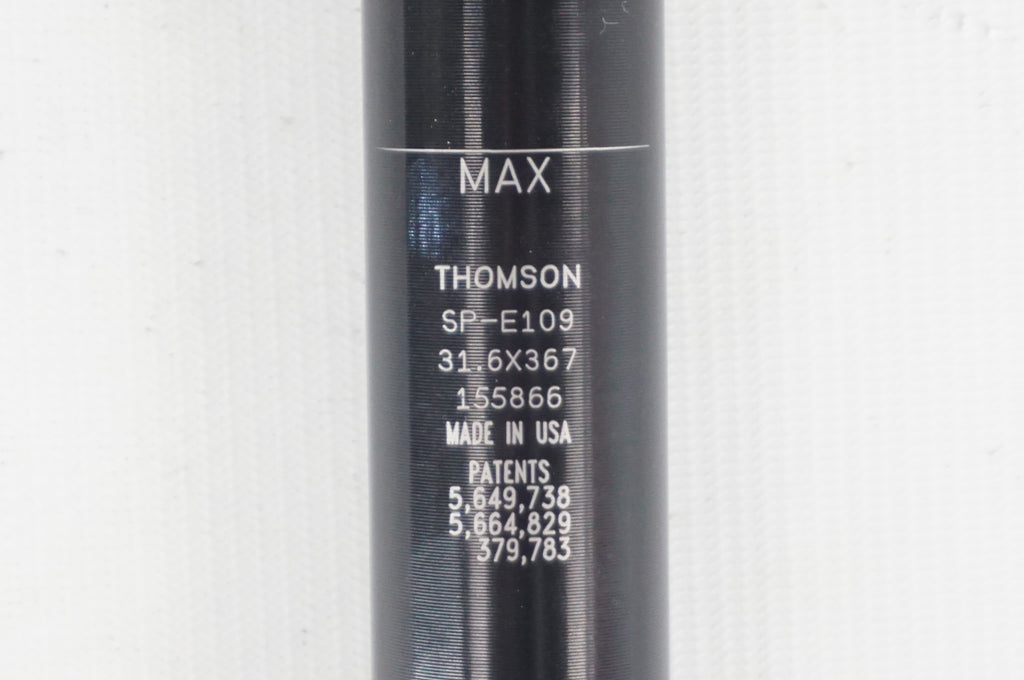 MAX
THOMSON
SP-E109
31.6X367
155866
MADE IN USA
PATENTS
5,649,738
5,664,829
379,783